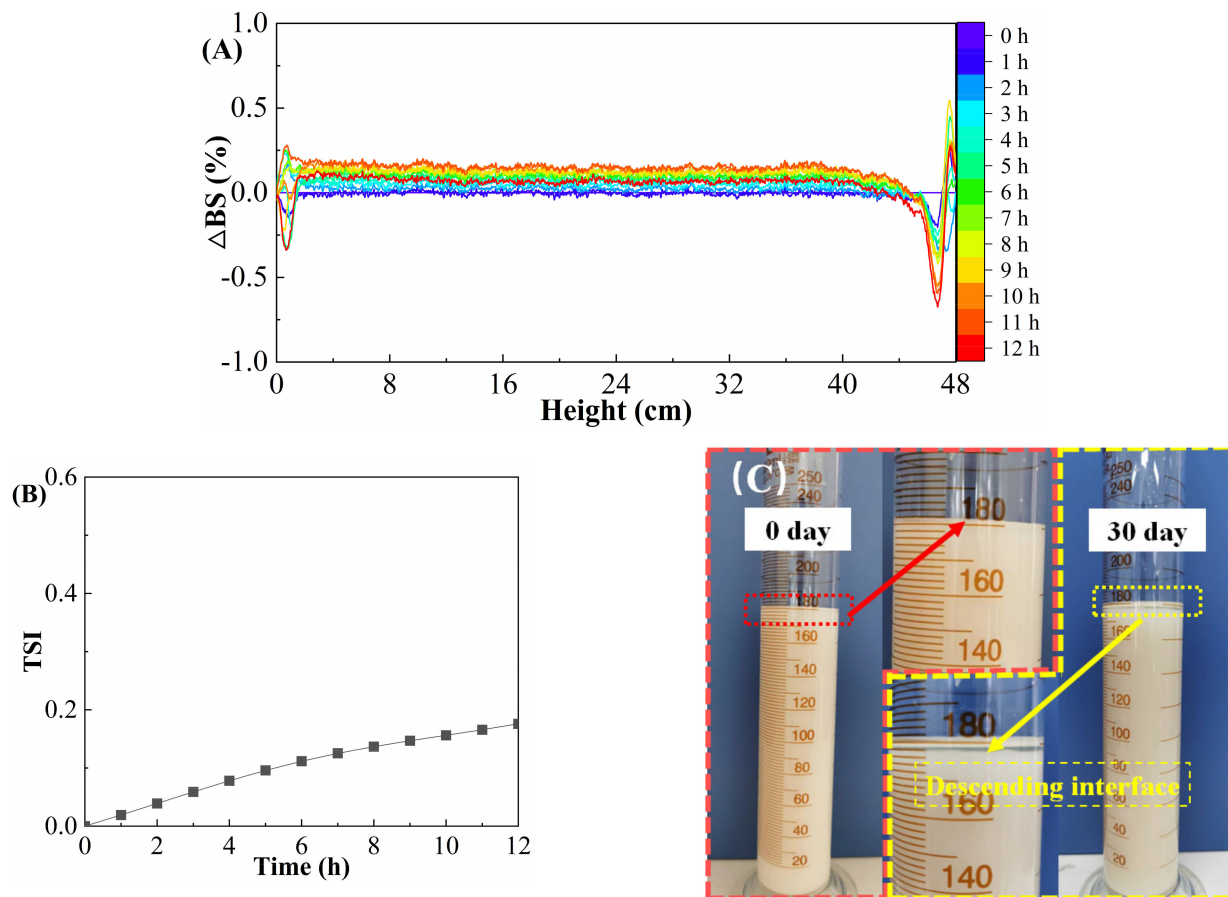 (A)
1.0
0.5
0.0
-0.5
-1.0
△BS (%)
0 8 16 24 32 40 48
Height (cm)
0 h
1 h
2 h
3 h
4 h
5 h
6 h
7 h
8 h
9 h
10 h
11 h
12 h
(B)
0.6
0.4
0.2
0.0
TSI
0 2 4 6 8 10 12
Time (h)
(C)
0 day
250
240
200
180
160
140
120
100
80
60
40
20
180
160
140
180
Descending interface
160
140
30 day
250
240
200
180
160
140
120
100
80
60
40
20